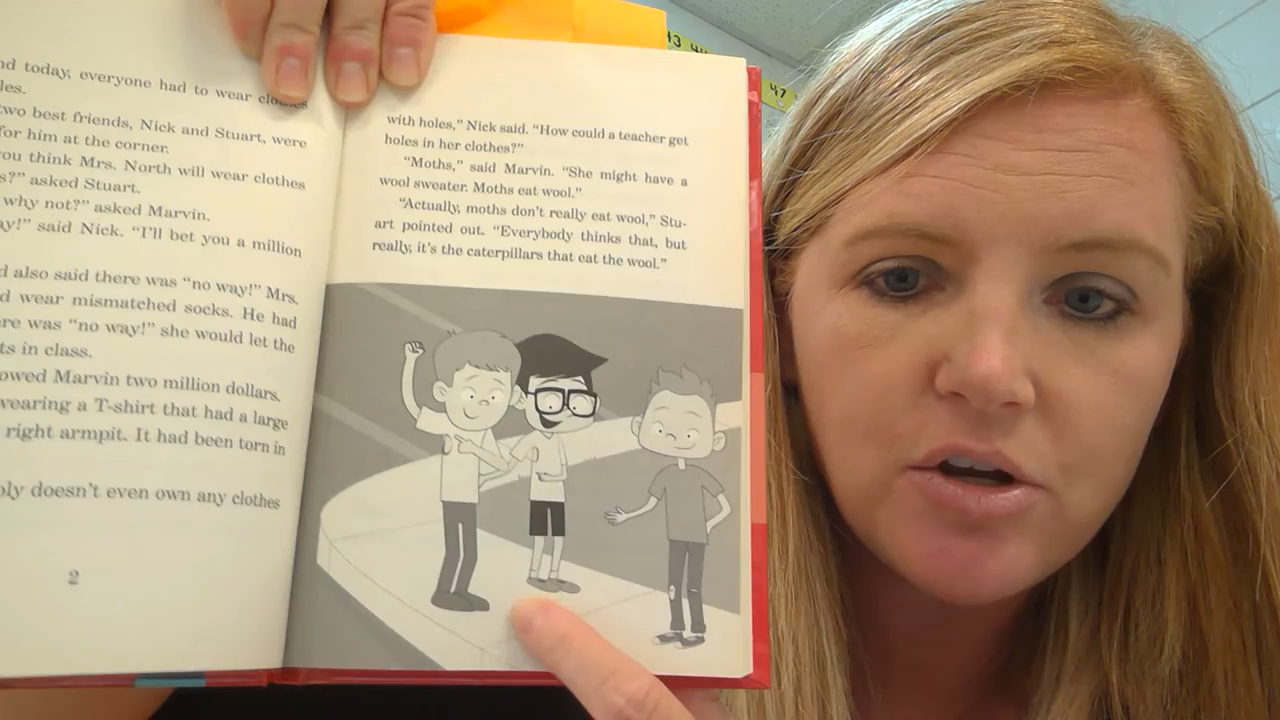 nd today, everyone had to wear clothes
les.
two best friends, Nick and Stuart, were
for him at the corner.
you think Mrs. North will wear clothes
s?” asked Stuart.
why not?” asked Marvin.
ay!” said Nick. “I'll bet you a million
d also said there was “no way!” Mrs.
d wear mismatched socks. He had
re was “no way!” she would let the
ts in class.
owed Marvin two million dollars.
wearing a T-shirt that had a large
right armpit. It had been torn in
bly doesn’t even own any clothes
2
with holes,” Nick said. “How could a teacher get
holes in her clothes?”
“Moths,” said Marvin. “She might have a
wool sweater. Moths eat wool.”
“Actually, moths don’t really eat wool,” Stu-
art pointed out. “Everybody thinks that, but
really, it’s the caterpillars that eat the wool.”
43 44
47